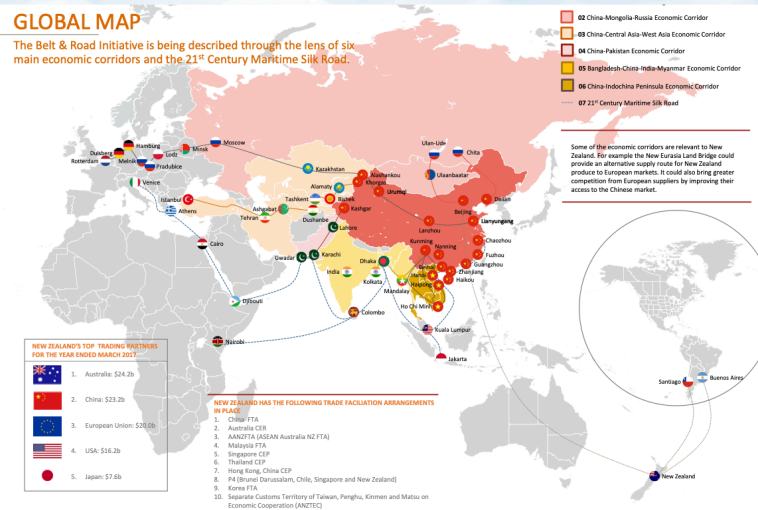 GLOBAL MAP
The Belt & Road Initiative is being described through the lens of six
main economic corridors and the 21st Century Maritime Silk Road.
02 China-Mongolia-Russia Economic Corridor
03 China-Central Asia-West Asia Economic Corridor
04 China-Pakistan Economic Corridor
05 Bangladesh-China-India-Myanmar Economic Corridor
06 China-Indochina Peninsula Economic Corridor
07 21st Century Maritime Silk Road
Some of the economic corridors are relevant to New
Zealand. For example the New Eurasia Land Bridge could
provide an alternative supply route for New Zealand
produce to European markets. It could also bring greater
competition from European suppliers by improving their
access to the Chinese market.
Hamburg
Duisberg
Rotterdam
Melnik
Lodz
Pradubice
Minsk
Moscow
Venice
Istanbul
Athens
Cairo
Djibouti
Nairobi
Kazakhstan
Alamaty
Tashkent
Bishek
Ashgabat
Tehran
Dushanbe
Alashankou
Khorgas
Urumqi
Kashgar
Lahore
Gwadar
Karachi
India
Kolkata
Dhaka
Colombo
Mandalay
Ulan-Ude
Chita
Ulaanbaatar
Beijing
Dalian
Lianyungang
Lanzhou
Kunming
Nanning
Chaozhou
Fuzhou
Guangzhou
Zhanjiang
Haikou
Hanoi
Haipong
Ho Chi Minh
Kuala Lumpur
Jakarta
Santiago
Buenos Aires
New Zealand
NEW ZEALAND'S TOP TRADING PARTNERS
FOR THE YEAR ENDED MARCH 2017
1. Australia: $24.2b
2. China: $23.2b
3. European Union: $20.0b
4. USA: $16.2b
5. Japan: $7.6b
NEW ZEALAND HAS THE FOLLOWING TRADE FACILIATION ARRANGEMENTS
IN PLACE
1. China FTA
2. Australia CER
3. AANZFTA (ASEAN Australia NZ FTA)
4. Malaysia FTA
5. Singapore CEP
6. Thailand CEP
7. Hong Kong, China CEP
8. P4 (Brunei Darussalam, Chile, Singapore and New Zealand)
9. Korea FTA
10. Separate Customs Territory of Taiwan, Penghu, Kinmen and Matsu on
Economic Cooperation (ANZTEC)